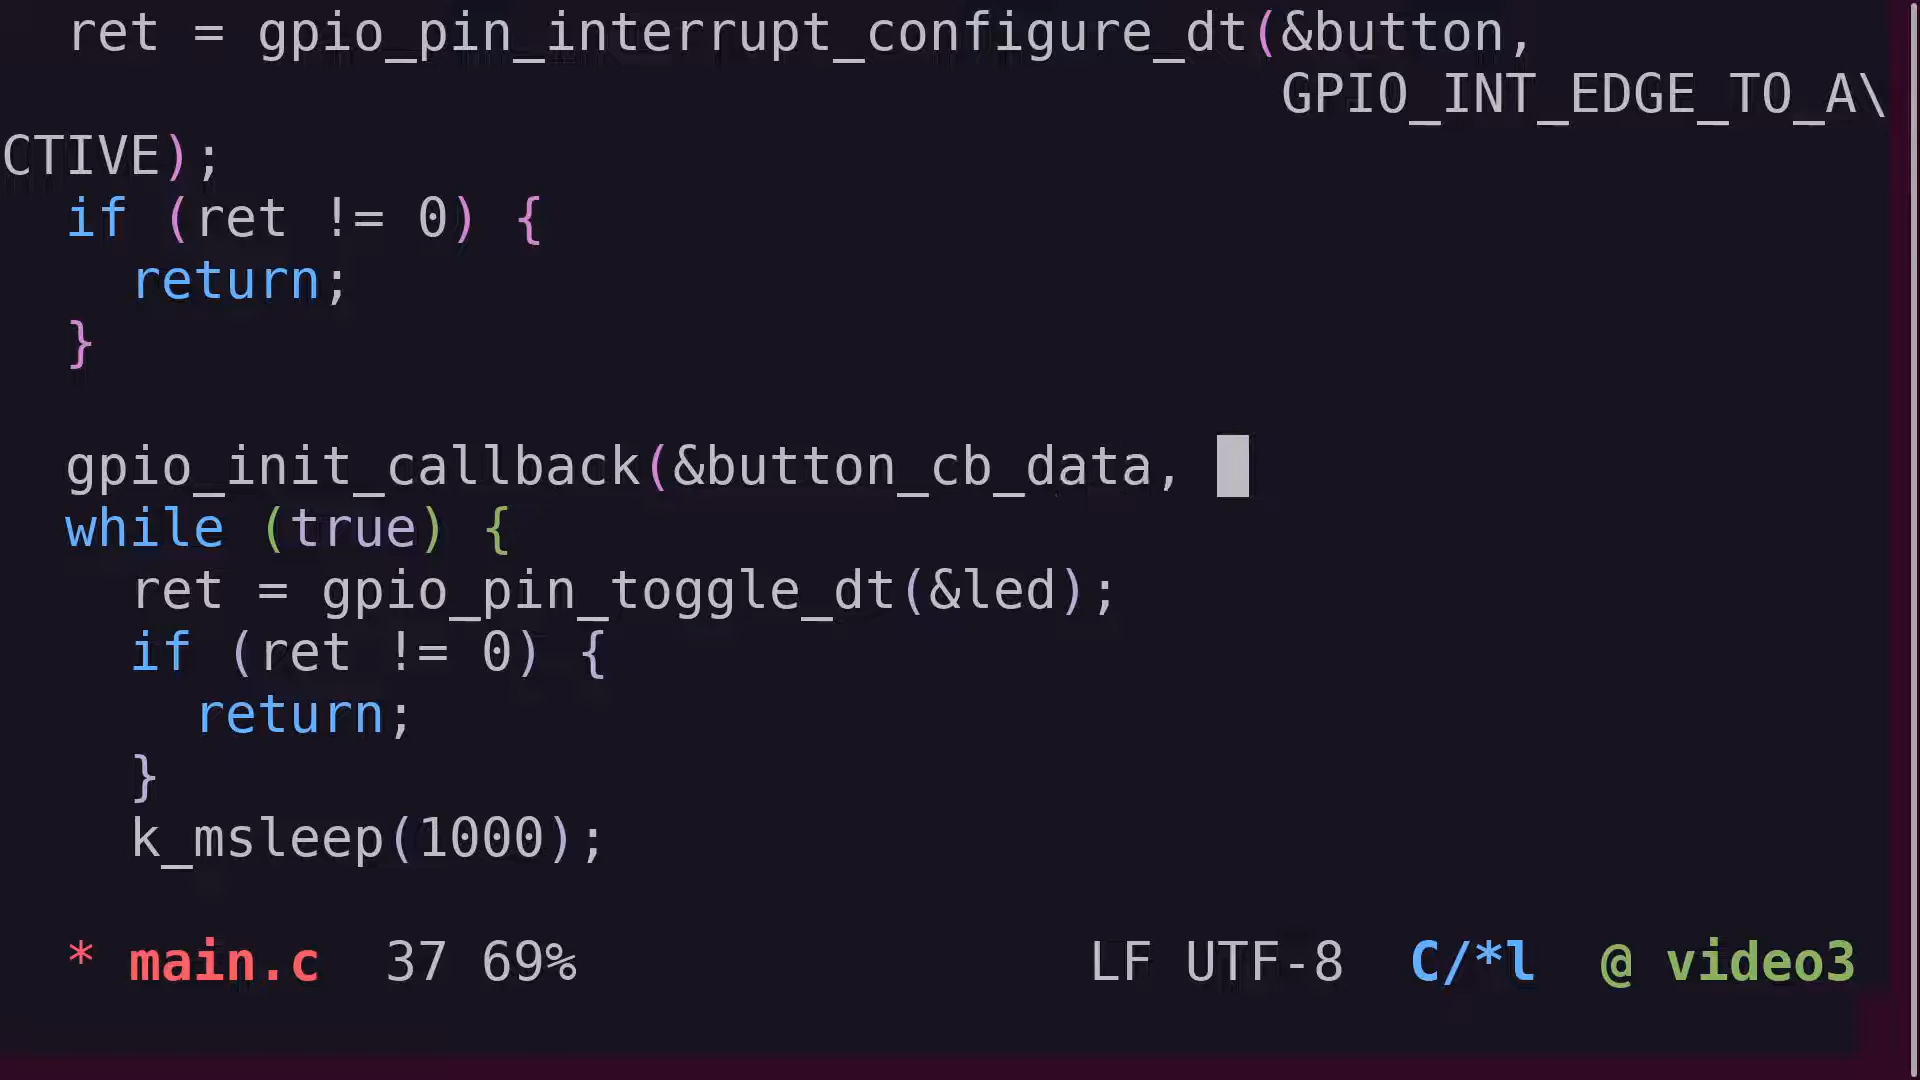 ret = gpio_pin_interrupt_configure_dt(&button,
GPIO_INT_EDGE_TO_A\
CTIVE);
if (ret != 0) {
return;
}
gpio_init_callback(&button_cb_data,
while (true) {
ret = gpio_pin_toggle_dt(&led);
if (ret != 0) {
return;
}
k_msleep(1000);
* main.c 37 69% LF UTF-8 C/*l @ video3